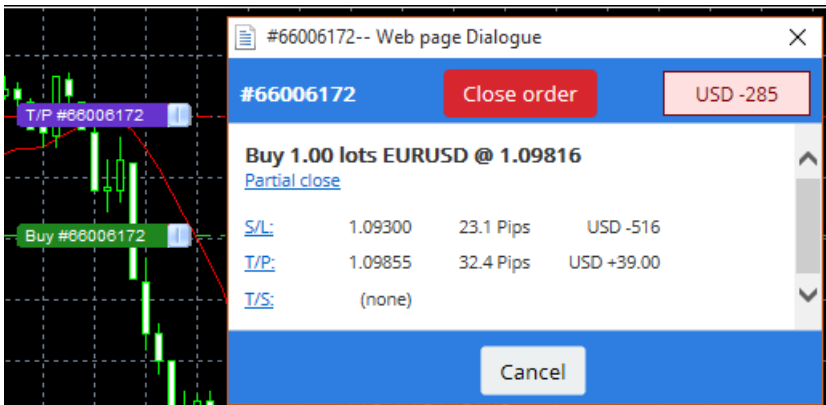 #66006172-- Web page Dialogue
#66006172 Close order USD -285
T/P #66006172
Buy 1.00 lots EURUSD @ 1.09816
Partial close
Buy #66006172
S/L: 1.09300 23.1 Pips USD -516
T/P: 1.09855 32.4 Pips USD +39.00
T/S: (none)
Cancel